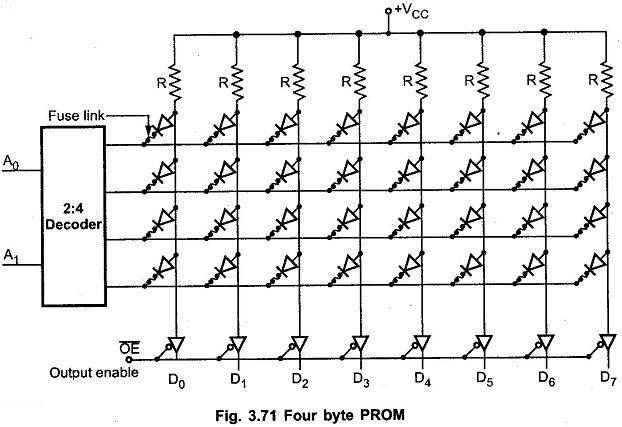 +VCC
R R R R R R R R
Fuse link
A0
2:4
Decoder
A1
OE
Output enable
D0 D1 D2 D3 D4 D5 D6 D7
Fig. 3.71 Four byte PROM